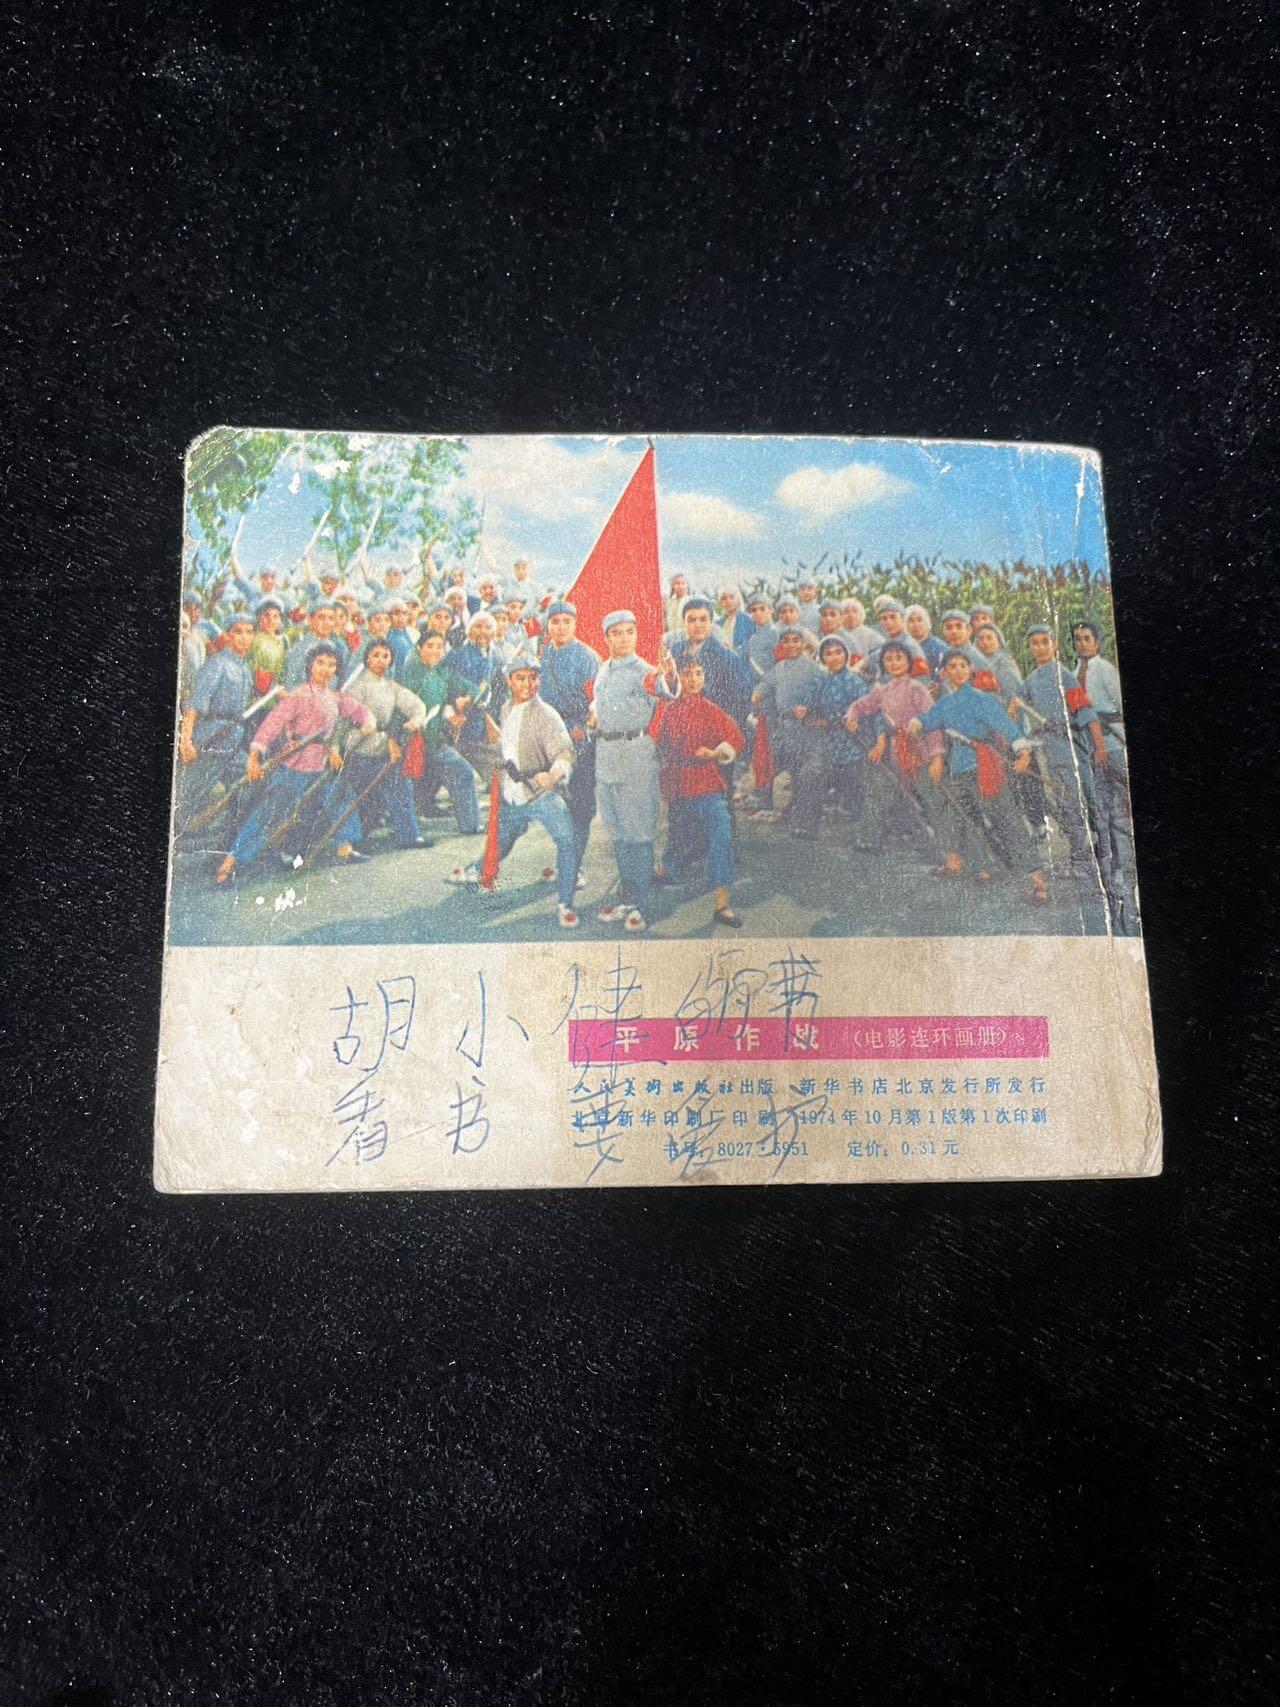 胡小健的书
平原作战（电影连环画册）
人民美術出版社出版 新华书店北京发行所发行
看书要爱
北京新华印刷厂印刷 1974年10月第1版第1次印刷
书号：8027·5951 定价：0.31元